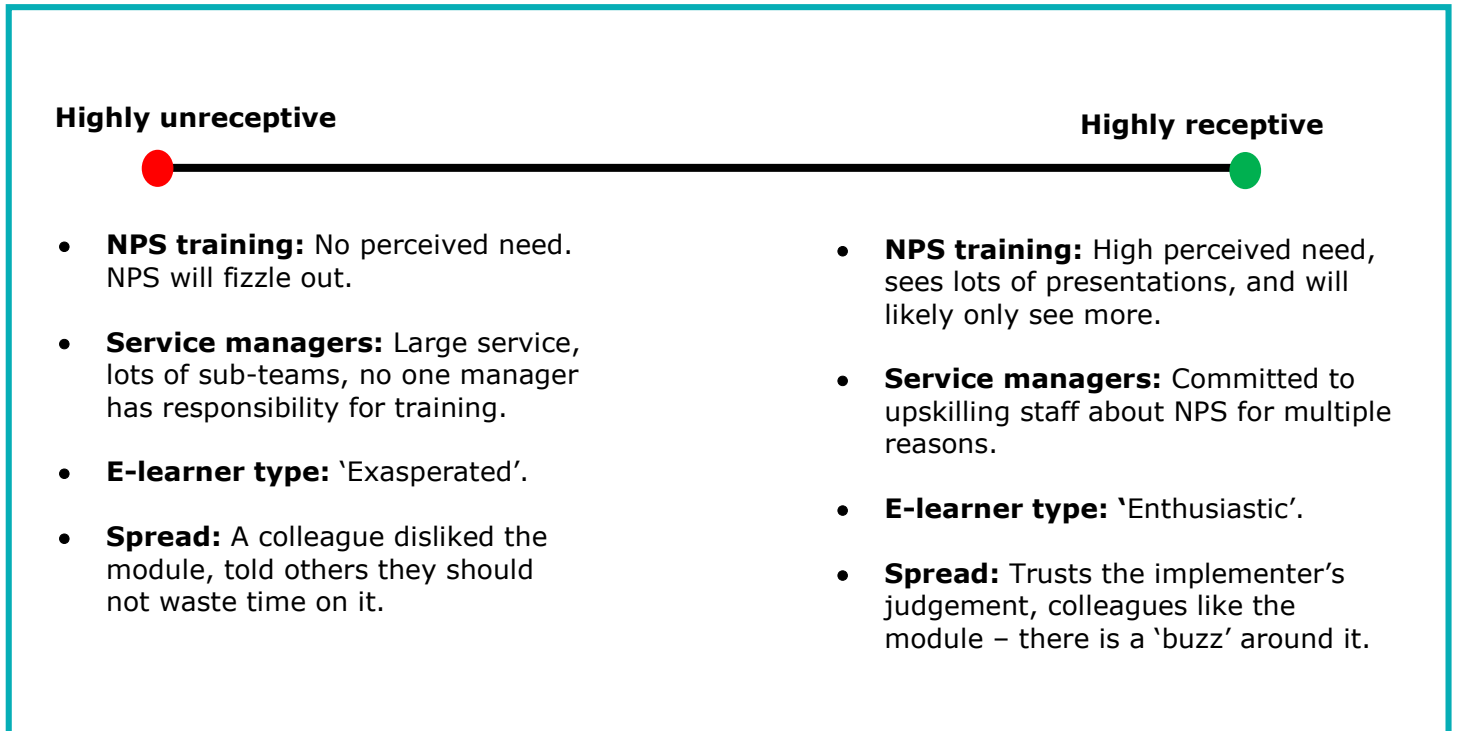 Highly unreceptive
Highly receptive
• NPS training: No perceived need.
NPS will fizzle out.
• Service managers: Large service,
lots of sub-teams, no one manager
has responsibility for training.
• E-learner type: ‘Exasperated’.
• Spread: A colleague disliked the
module, told others they should
not waste time on it.
• NPS training: High perceived need,
sees lots of presentations, and will
likely only see more.
• Service managers: Committed to
upskilling staff about NPS for multiple
reasons.
• E-learner type: ‘Enthusiastic’.
• Spread: Trusts the implementer’s
judgement, colleagues like the
module – there is a ‘buzz’ around it.